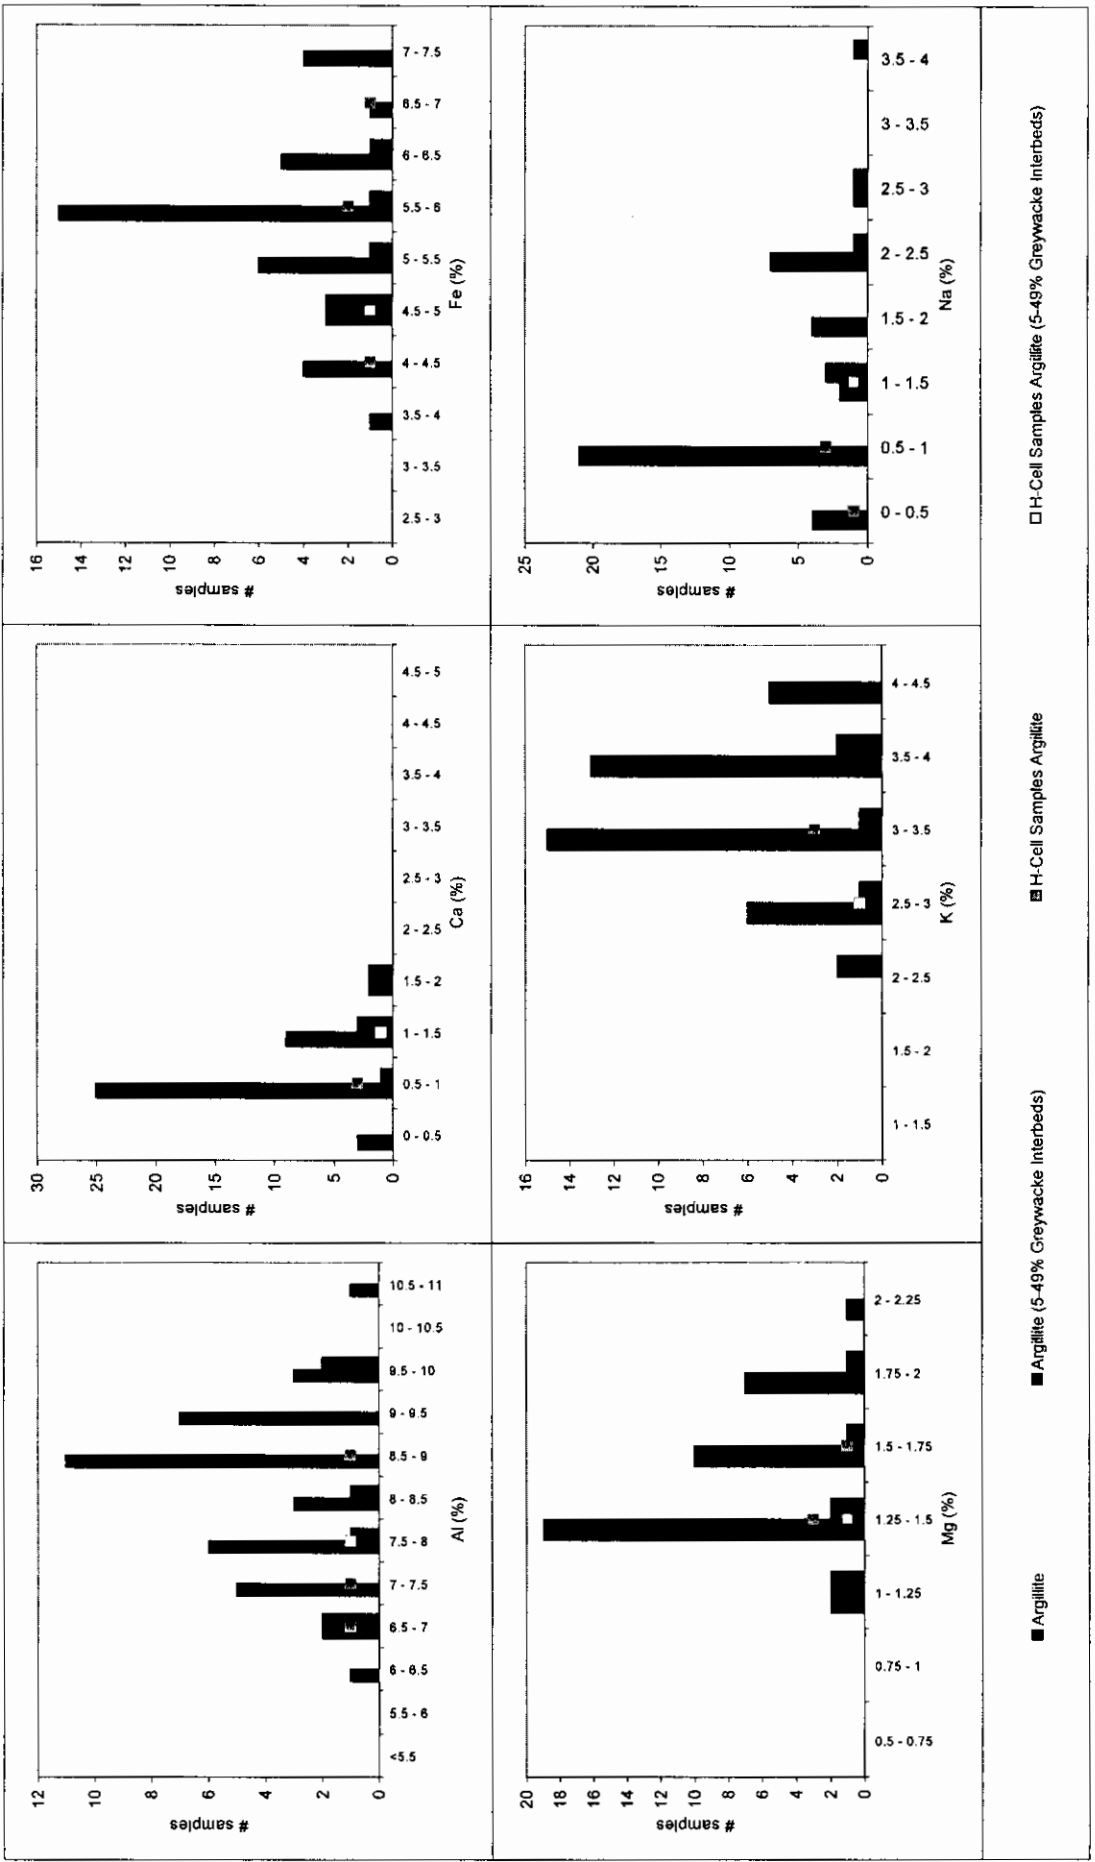 12
10
8
6
4
2
0
# samples
<5.5
5.5 - 6
6 - 6.5
6.5 - 7
7 - 7.5
7.5 - 8
8 - 8.5
8.5 - 9
9 - 9.5
9.5 - 10
10 - 10.5
10.5 - 11
Al (%)
30
25
20
15
10
5
0
# samples
0 - 0.5
0.5 - 1
1 - 1.5
1.5 - 2
2 - 2.5
2.5 - 3
3 - 3.5
3.5 - 4
4 - 4.5
4.5 - 5
Ca (%)
16
14
12
10
8
6
4
2
0
# samples
2.5 - 3
3 - 3.5
3.5 - 4
4 - 4.5
4.5 - 5
5 - 5.5
5.5 - 6
6 - 6.5
6.5 - 7
7 - 7.5
Fe (%)
20
18
16
14
12
10
8
6
4
2
0
# samples
0.5 - 0.75
0.75 - 1
1 - 1.25
1.25 - 1.5
1.5 - 1.75
1.75 - 2
2 - 2.25
Mg (%)
16
14
12
10
8
6
4
2
0
# samples
1 - 1.5
1.5 - 2
2 - 2.5
2.5 - 3
3 - 3.5
3.5 - 4
4 - 4.5
K (%)
25
20
15
10
5
0
# samples
0 - 0.5
0.5 - 1
1 - 1.5
1.5 - 2
2 - 2.5
2.5 - 3
3 - 3.5
3.5 - 4
Na (%)
Argillite
Argillite (5-49% Greywacke Interbeds)
H-Cell Samples Argillite
H-Cell Samples Argillite (5-49% Greywacke Interbeds)